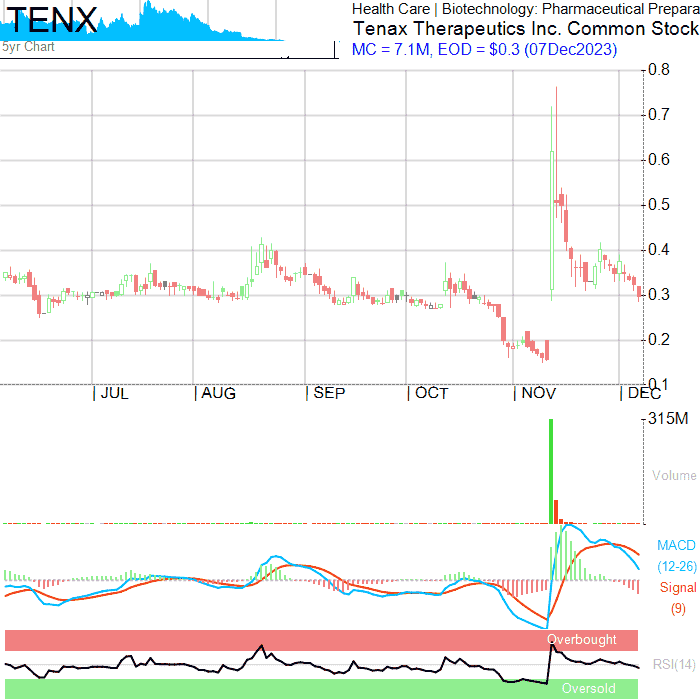 TENX
5yr Chart
Health Care | Biotechnology: Pharmaceutical Prepara
Tenax Therapeutics Inc. Common Stock
MC = 7.1M, EOD = $0.3 (07Dec2023)
0.8
0.7
0.6
0.5
0.4
0.3
0.2
0.1
JUL AUG SEP OCT NOV DEC
315M
Volume
MACD
(12-26)
Signal
(9)
Overbought
RSI(14)
Oversold